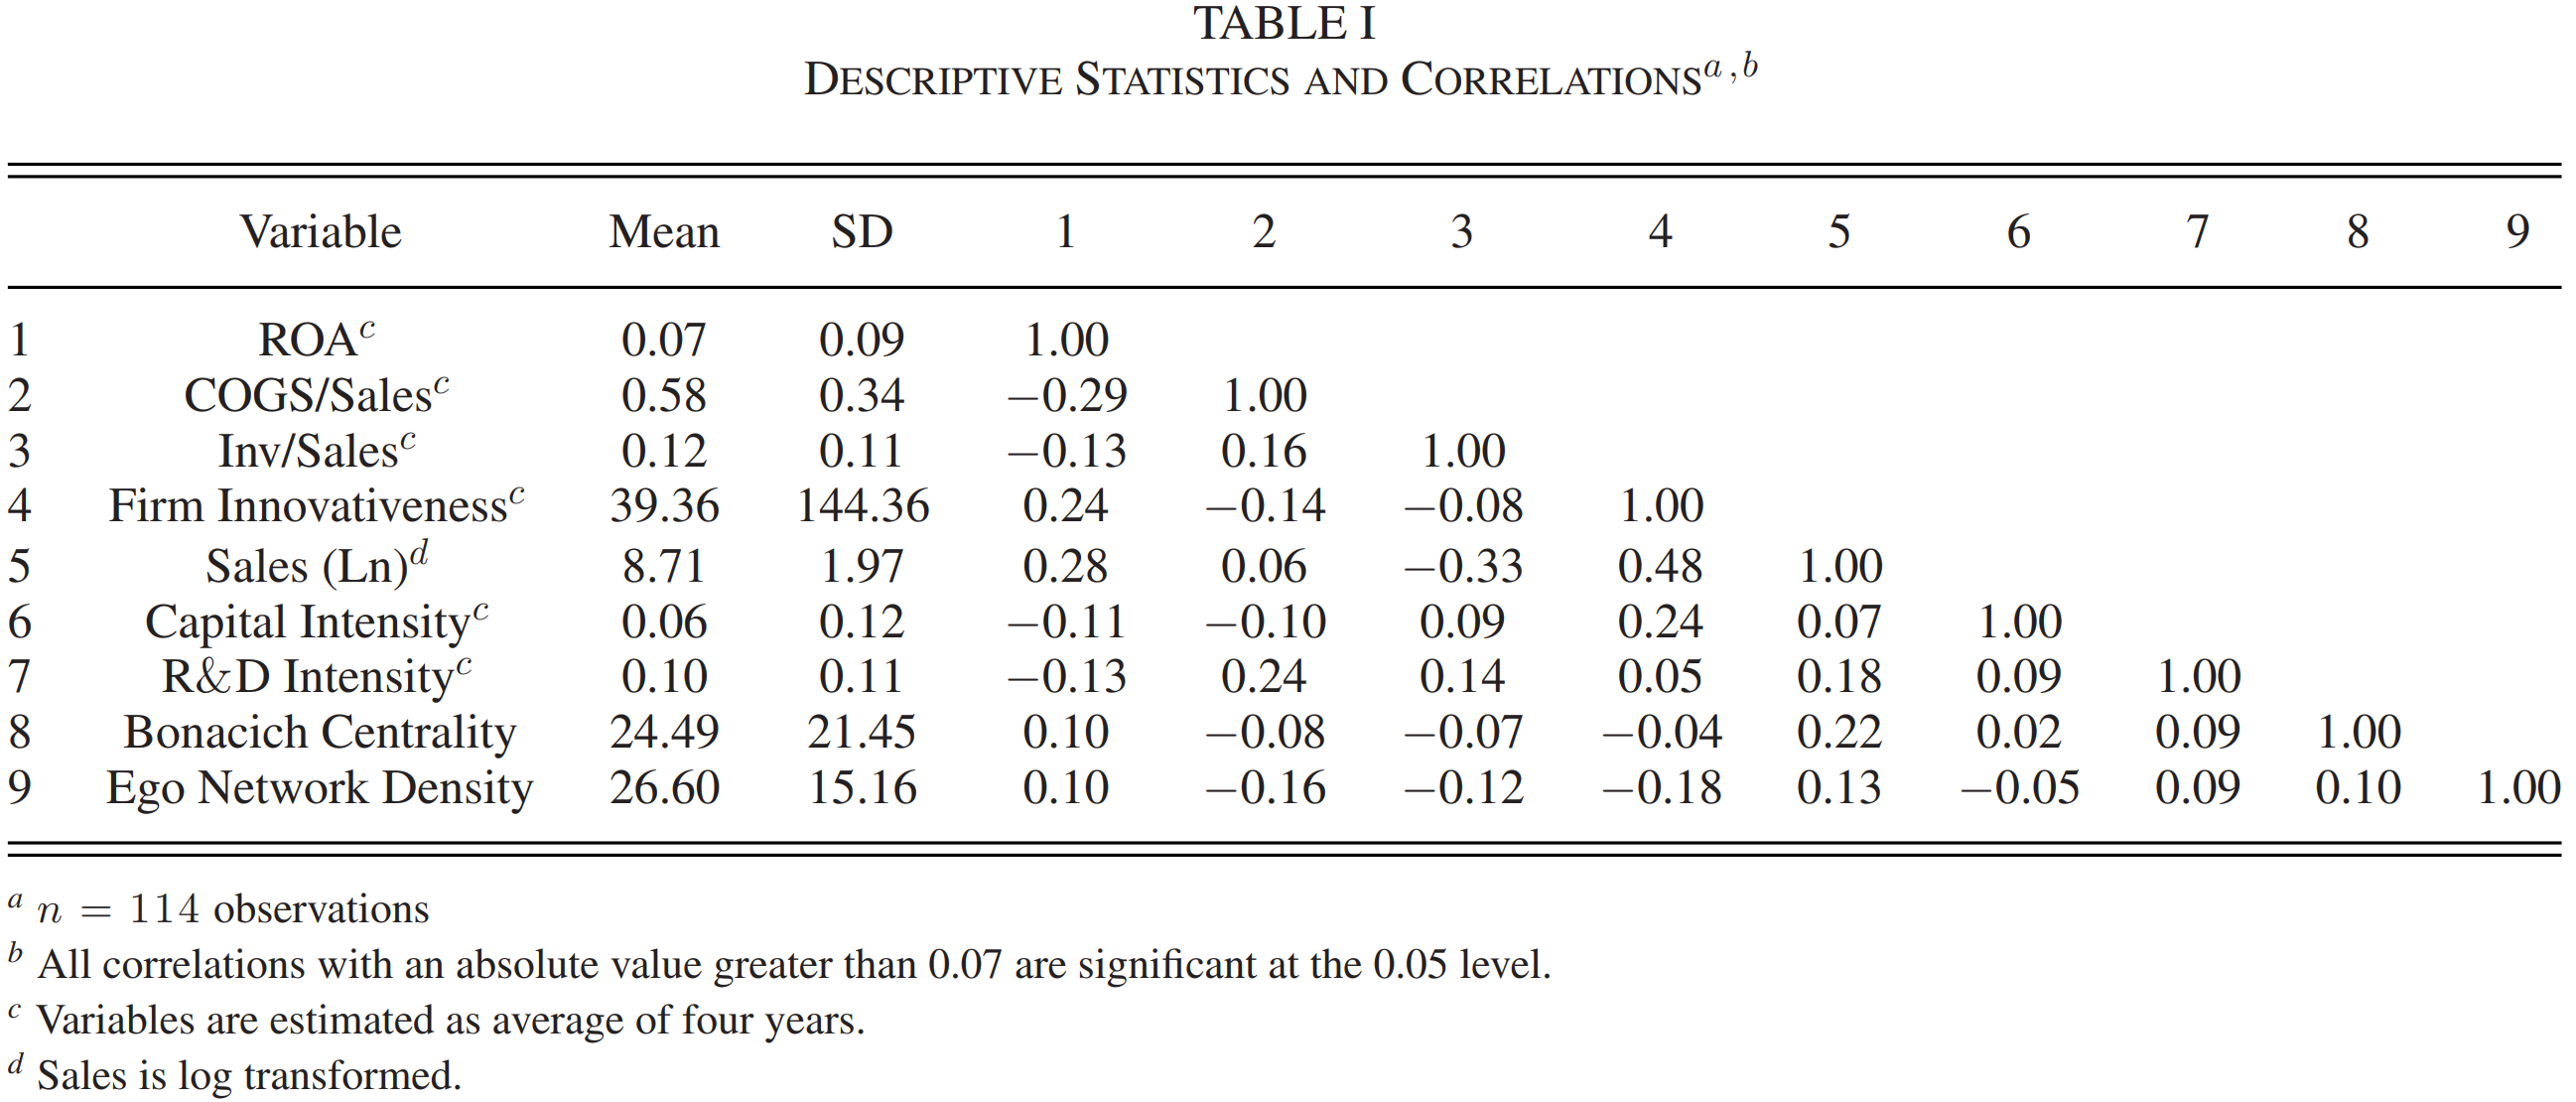 TABLE I
DESCRIPTIVE STATISTICS AND CORRELATIONS a,b
Variable Mean SD 1 2 3 4 5 6 7 8 9
1 ROA c 0.07 0.09 1.00
2 COGS/Sales c 0.58 0.34 −0.29 1.00
3 Inv/Sales c 0.12 0.11 −0.13 0.16 1.00
4 Firm Innovativeness c 39.36 144.36 0.24 −0.14 −0.08 1.00
5 Sales (Ln) d 8.71 1.97 0.28 0.06 −0.33 0.48 1.00
6 Capital Intensity c 0.06 0.12 −0.11 −0.10 0.09 0.24 0.07 1.00
7 R&D Intensity c 0.10 0.11 −0.13 0.24 0.14 0.05 0.18 0.09 1.00
8 Bonacich Centrality 24.49 21.45 0.10 −0.08 −0.07 −0.04 0.22 0.02 0.09 1.00
9 Ego Network Density 26.60 15.16 0.10 −0.16 −0.12 −0.18 0.13 −0.05 0.09 0.10 1.00
a n = 114 observations
b All correlations with an absolute value greater than 0.07 are significant at the 0.05 level.
c Variables are estimated as average of four years.
d Sales is log transformed.